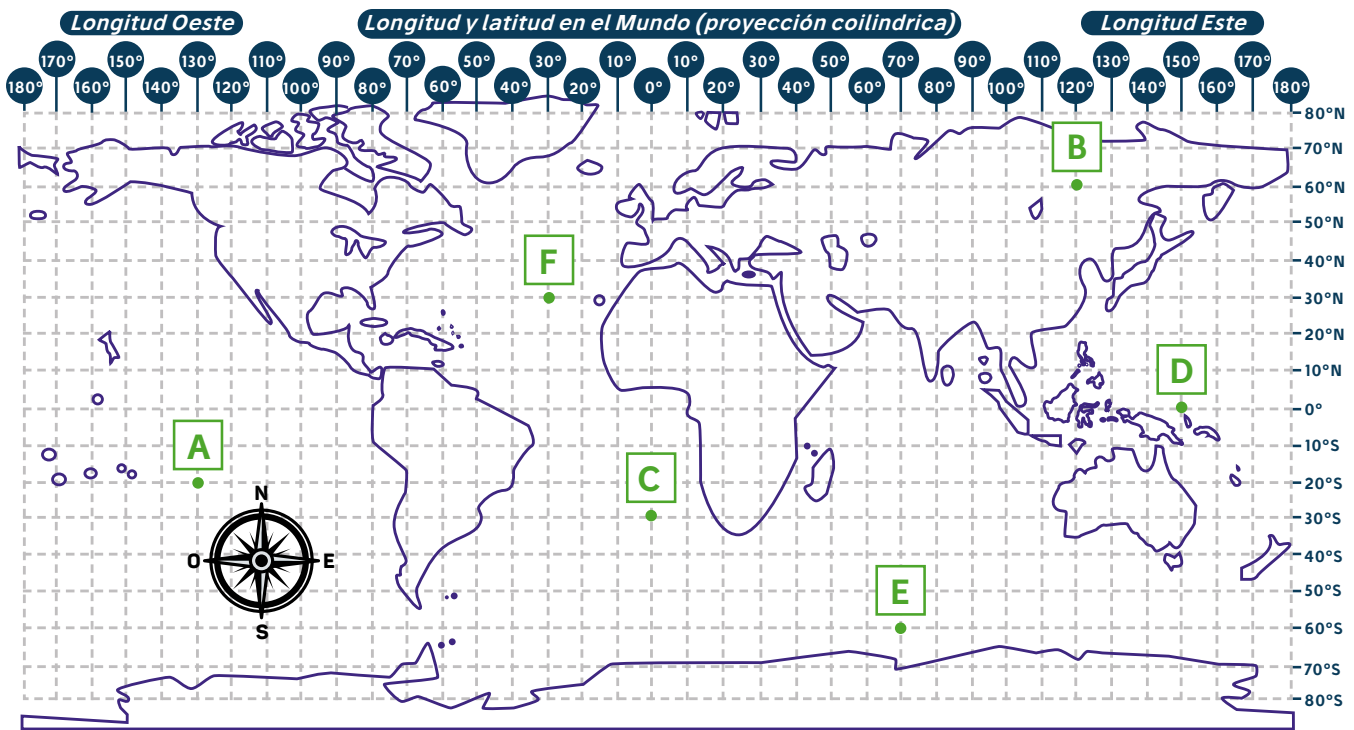 Longitud Oeste
Longitud y latitud en el Mundo (proyección coilindrica)
Longitud Este
170° 150° 130° 110° 90° 70° 50° 30° 10° 10° 30° 50° 70° 90° 110° 130° 150° 170°
180° 160° 140° 120° 100° 80° 60° 40° 20° 0° 20° 40° 60° 80° 100° 120° 140° 160° 180°
80°N
B
70°N
60°N
50°N
F
40°N
30°N
20°N
D
10°N
0°
A
10°S
C
20°S
N
30°S
O E
40°S
E
50°S
S
60°S
70°S
80°S